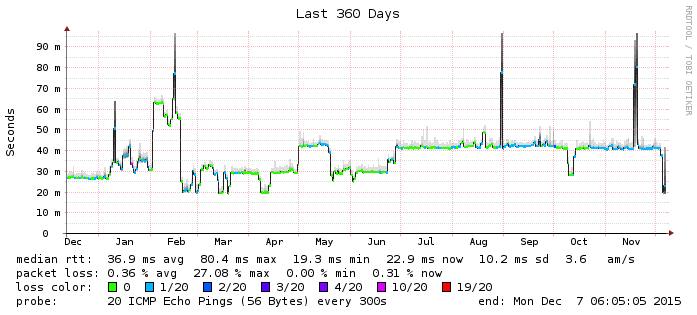 Last 360 Days
RRDTOOL / TOBI OETIKER
Seconds
90 m
80 m
70 m
60 m
50 m
40 m
30 m
20 m
10 m
0
Dec Jan Feb Mar Apr May Jun Jul Aug Sep Oct Nov
median rtt: 36.9 ms avg 80.4 ms max 19.3 ms min 22.9 ms now 10.2 ms sd 3.6 am/s
packet loss: 0.36 % avg 27.08 % max 0.00 % min 0.31 % now
loss color: 0 1/20 2/20 3/20 4/20 10/20 19/20
probe: 20 ICMP Echo Pings (56 Bytes) every 300s end: Mon Dec 7 06:05:05 2015